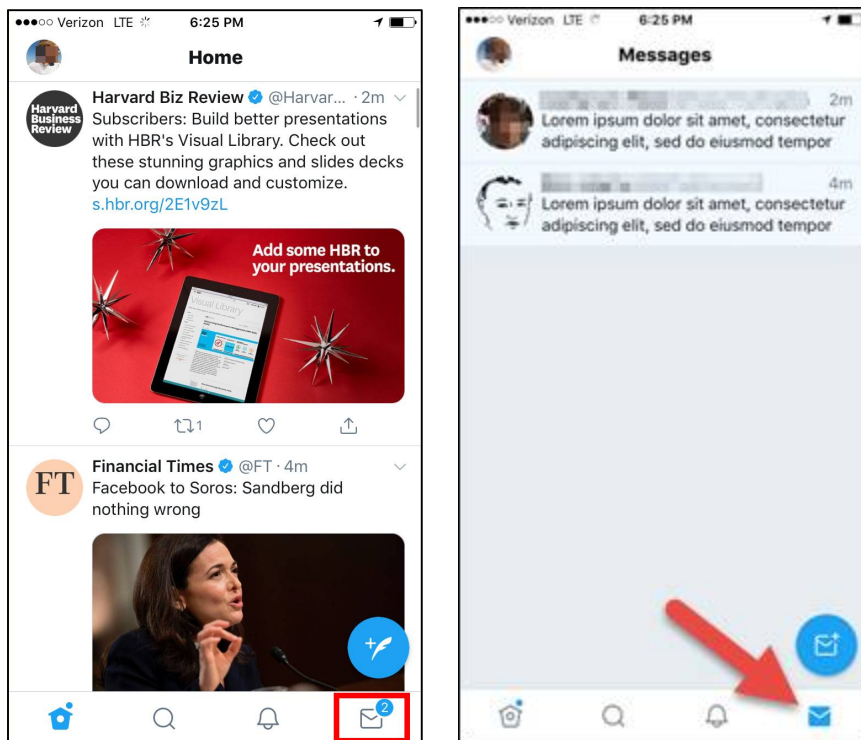 Verizon LTE 6:25 PM
Home
Harvard Business Review
Harvard Biz Review @Harvar... · 2m
Subscribers: Build better presentations
with HBR's Visual Library. Check out
these stunning graphics and slides decks
you can download and customize.
s.hbr.org/2E1v9zL
Add some HBR to
your presentations.
Visual Library
1
FT
Financial Times @FT · 4m
Facebook to Soros: Sandberg did
nothing wrong
2
Verizon LTE 6:25 PM
Messages
2m
Lorem ipsum dolor sit amet, consectetur
adipiscing elit, sed do eiusmod tempor
4m
Lorem ipsum dolor sit amet, consectetur
adipiscing elit, sed do eiusmod tempor